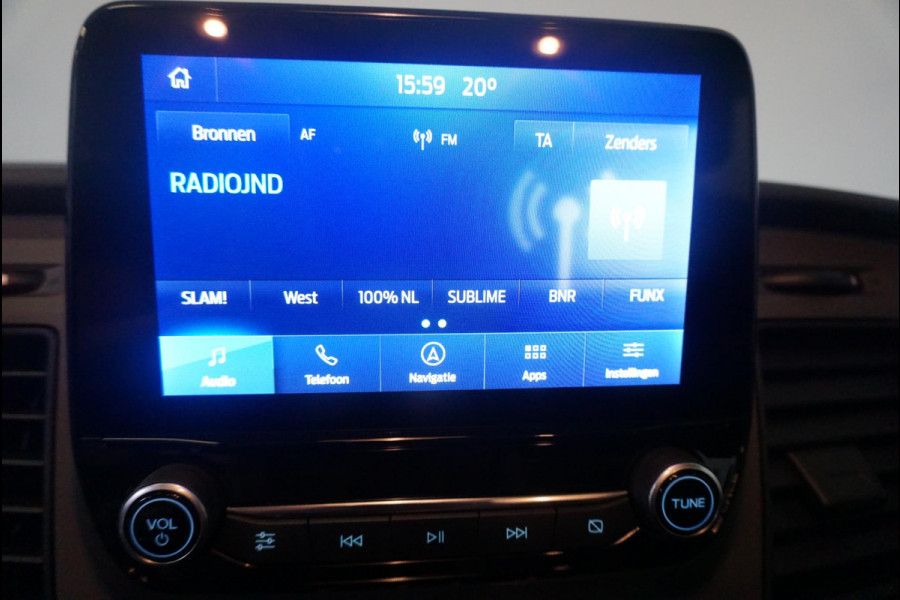 15:59 20°
Bronnen AF FM TA Zenders
RADIOJND
SLAM! West 100% NL SUBLIME BNR FUNX
Audio Telefoon Navigatie Apps Instellingen
VOL TUNE